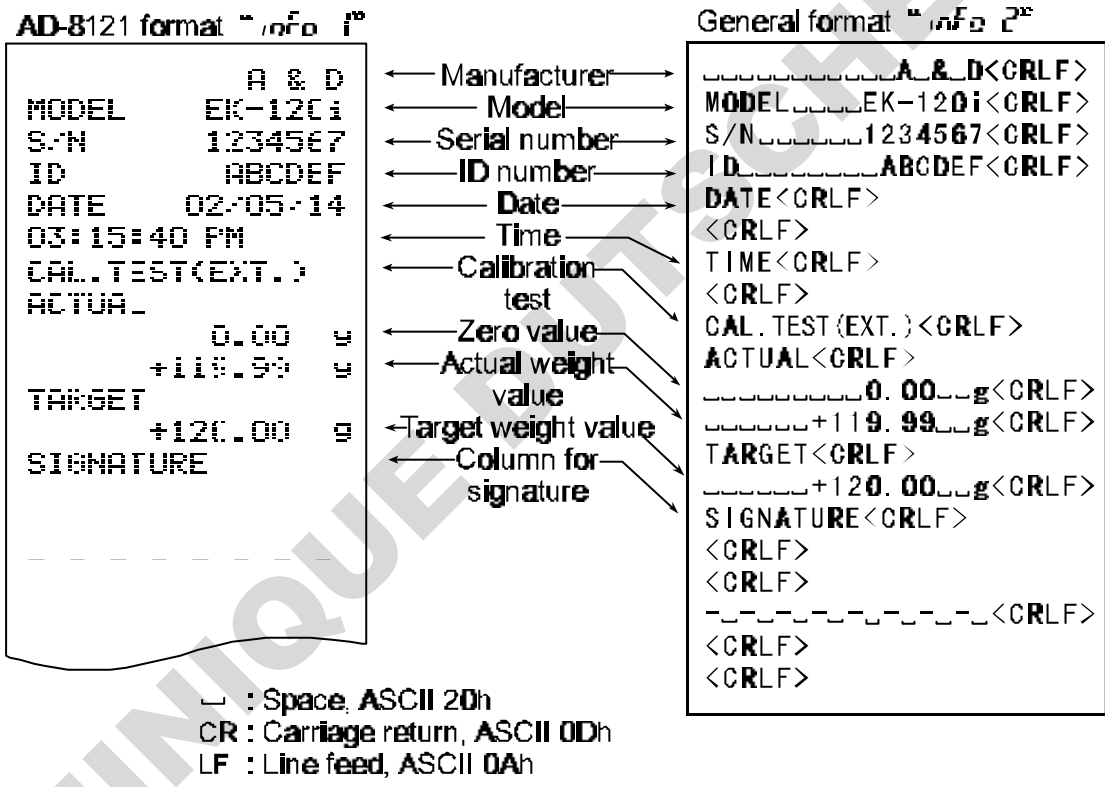 AD-8121 format "info 1"
A & D
MODEL EK-120i
S/N 1234567
ID ABCDEF
DATE 02/05/14
03:15:40 PM
CAL.TEST(EXT.)
ACTUAL
0.00 g
+119.99 g
TARGET
+120.00 g
SIGNATURE
_ _ _ _ _ _ _ _
Manufacturer
Model
Serial number
ID number
Date
Time
Calibration
test
Zero value
Actual weight
value
Target weight value
Column for
signature
General format "info 2"
␣␣␣␣␣␣␣␣␣␣␣A␣&␣D<CRLF>
MODEL␣␣␣␣␣EK-120i<CRLF>
S/N␣␣␣␣␣␣1234567<CRLF>
ID␣␣␣␣␣␣␣␣ABCDEF<CRLF>
DATE<CRLF>
<CRLF>
TIME<CRLF>
<CRLF>
CAL.TEST(EXT.)<CRLF>
ACTUAL<CRLF>
␣␣␣␣␣␣␣␣␣0.00␣␣g<CRLF>
␣␣␣␣␣␣+119.99␣␣g<CRLF>
TARGET<CRLF>
␣␣␣␣␣␣+120.00␣␣g<CRLF>
SIGNATURE<CRLF>
<CRLF>
<CRLF>
-␣-␣-␣-␣-␣-␣-␣-␣<CRLF>
<CRLF>
<CRLF>
␣ : Space, ASCII 20h
CR : Carriage return, ASCII 0Dh
LF : Line feed, ASCII 0Ah